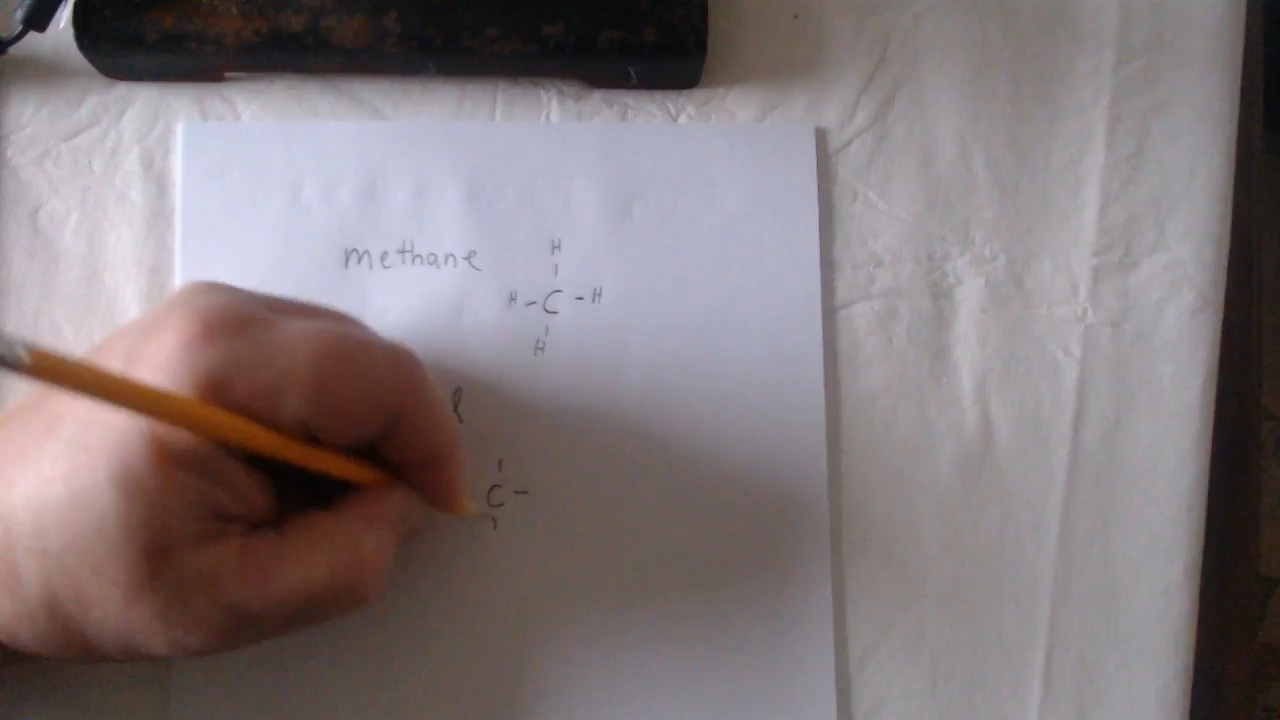 methane
H
H - C - H
H
l
C -